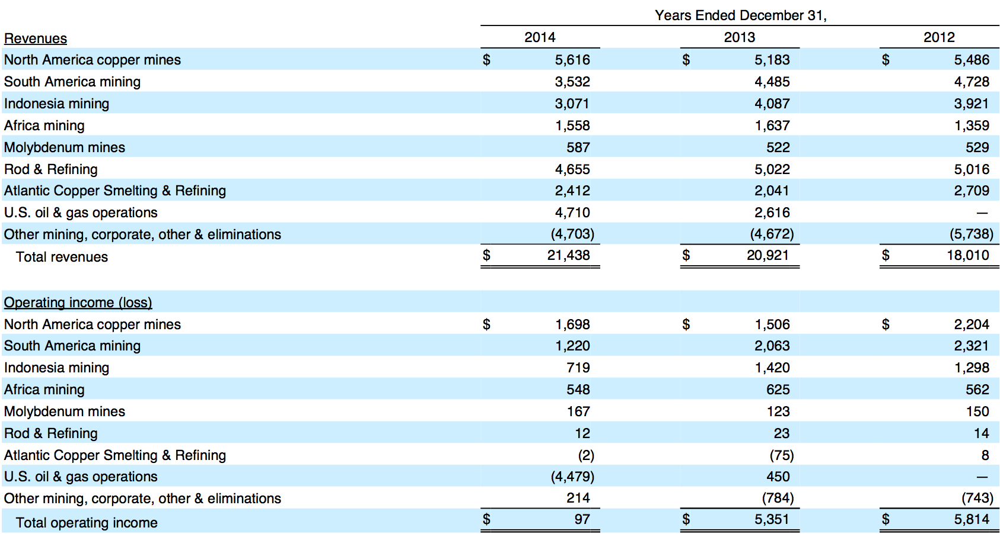 Years Ended December 31,
Revenues 2014 2013 2012
North America copper mines $ 5,616 $ 5,183 $ 5,486
South America mining 3,532 4,485 4,728
Indonesia mining 3,071 4,087 3,921
Africa mining 1,558 1,637 1,359
Molybdenum mines 587 522 529
Rod & Refining 4,655 5,022 5,016
Atlantic Copper Smelting & Refining 2,412 2,041 2,709
U.S. oil & gas operations 4,710 2,616 —
Other mining, corporate, other & eliminations (4,703) (4,672) (5,738)
Total revenues $ 21,438 $ 20,921 $ 18,010
Operating income (loss)
North America copper mines $ 1,698 $ 1,506 $ 2,204
South America mining 1,220 2,063 2,321
Indonesia mining 719 1,420 1,298
Africa mining 548 625 562
Molybdenum mines 167 123 150
Rod & Refining 12 23 14
Atlantic Copper Smelting & Refining (2) (75) 8
U.S. oil & gas operations (4,479) 450 —
Other mining, corporate, other & eliminations 214 (784) (743)
Total operating income $ 97 $ 5,351 $ 5,814